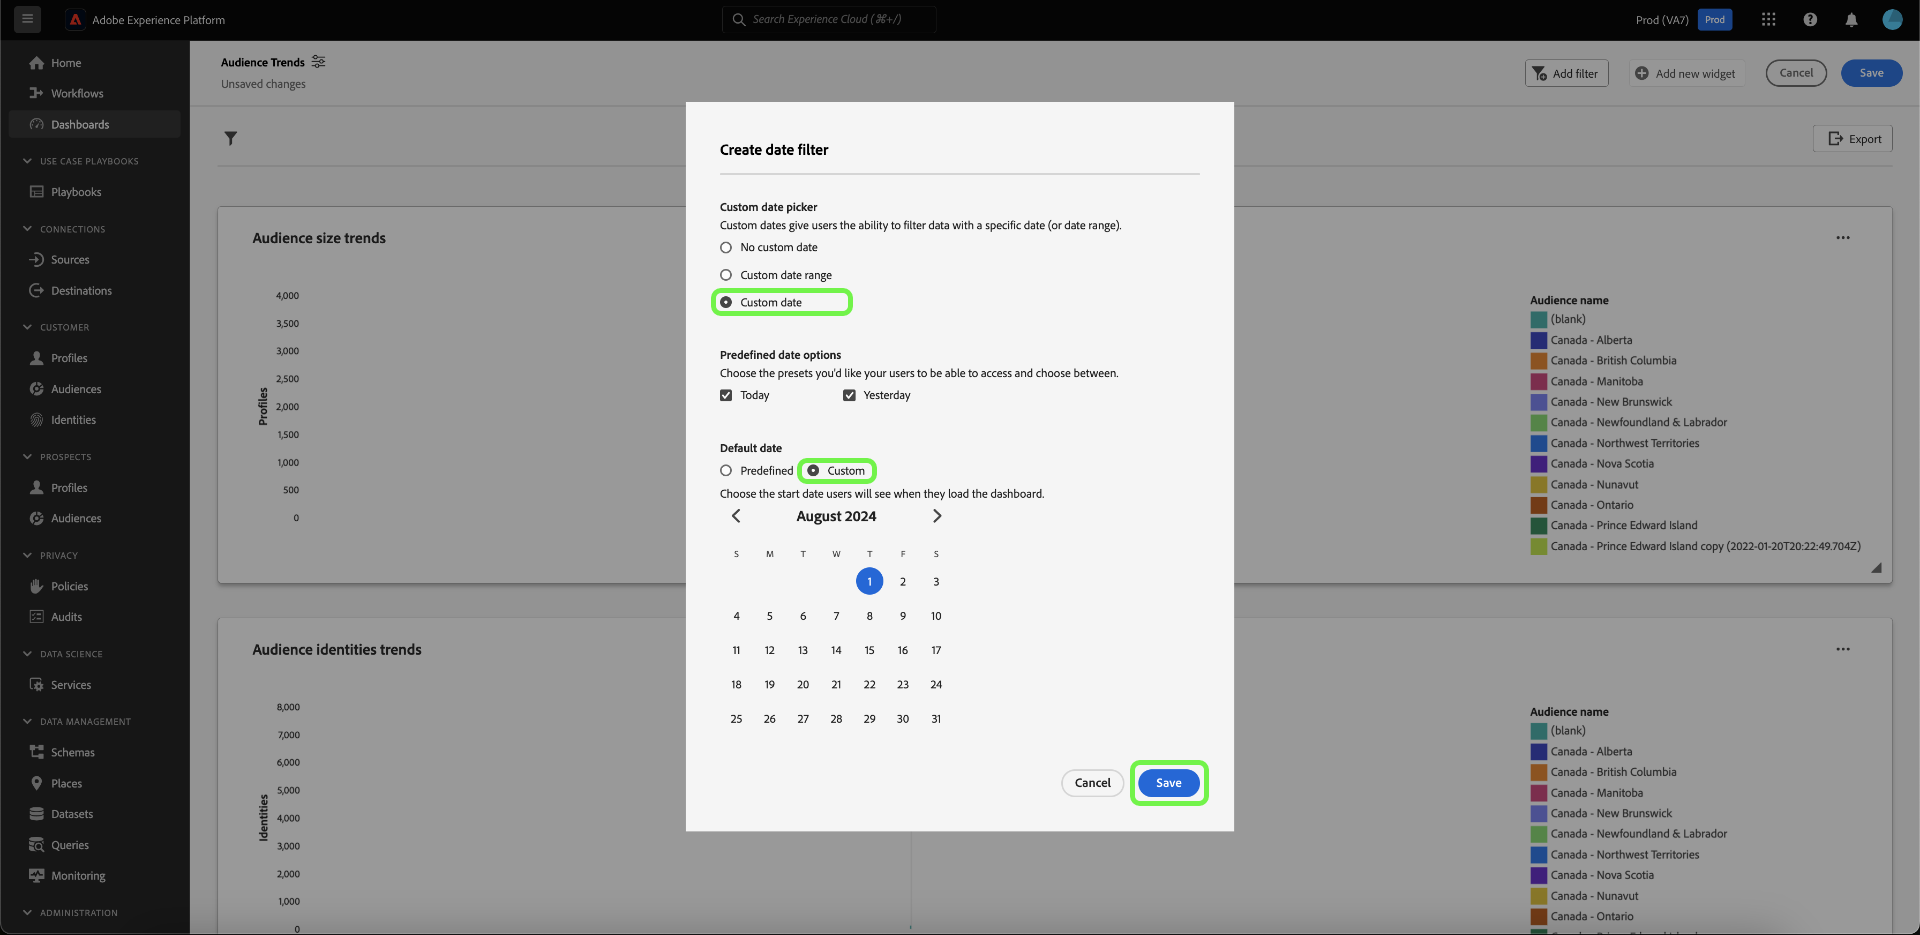 Adobe Experience Platform
Search Experience Cloud (⌘+/)
Prod (VA7)
Prod
Home
Workflows
Dashboards
USE CASE PLAYBOOKS
Playbooks
CONNECTIONS
Sources
Destinations
CUSTOMER
Profiles
Audiences
Identities
PROSPECTS
Profiles
Audiences
PRIVACY
Policies
Audits
DATA SCIENCE
Services
DATA MANAGEMENT
Schemas
Places
Datasets
Queries
Monitoring
ADMINISTRATION
Audience Trends
Unsaved changes
Add filter
Add new widget
Cancel
Save
Export
Audience size trends
Profiles
4,000
3,500
3,000
2,500
2,000
1,500
1,000
500
0
Audience name
(blank)
Canada - Alberta
Canada - British Columbia
Canada - Manitoba
Canada - New Brunswick
Canada - Newfoundland & Labrador
Canada - Northwest Territories
Canada - Nova Scotia
Canada - Nunavut
Canada - Ontario
Canada - Prince Edward Island
Canada - Prince Edward Island copy (2022-01-20T20:22:49.704Z)
Audience identities trends
Identities
8,000
7,000
6,000
5,000
4,000
3,000
2,000
1,000
0
Audience name
(blank)
Canada - Alberta
Canada - British Columbia
Canada - Manitoba
Canada - New Brunswick
Canada - Newfoundland & Labrador
Canada - Northwest Territories
Canada - Nova Scotia
Canada - Nunavut
Canada - Ontario
Create date filter
Custom date picker
Custom dates give users the ability to filter data with a specific date (or date range).
No custom date
Custom date range
Custom date
Predefined date options
Choose the presets you'd like your users to be able to access and choose between.
Today
Yesterday
Default date
Predefined
Custom
Choose the start date users will see when they load the dashboard.
August 2024
S M T W T F S
1 2 3
4 5 6 7 8 9 10
11 12 13 14 15 16 17
18 19 20 21 22 23 24
25 26 27 28 29 30 31
Cancel
Save